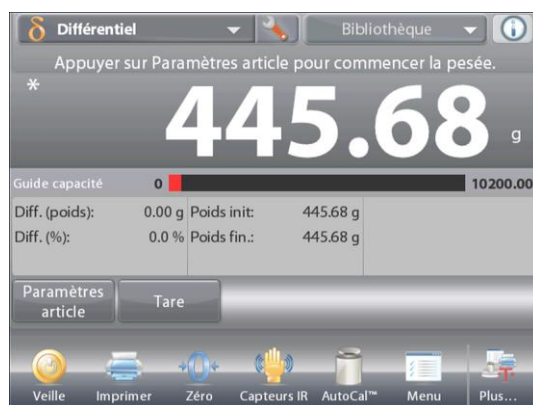 δ Différentiel Bibliothèque i
Appuyer sur Paramètres article pour commencer la pesée.
* 445.68 g
Guide capacité 0 10200.00
Diff. (poids): 0.00 g Poids init: 445.68 g
Diff. (%): 0.0 % Poids fin.: 445.68 g
Paramètres article Tare
Veille Imprimer Zéro Capteurs IR AutoCal™ Menu Plus...